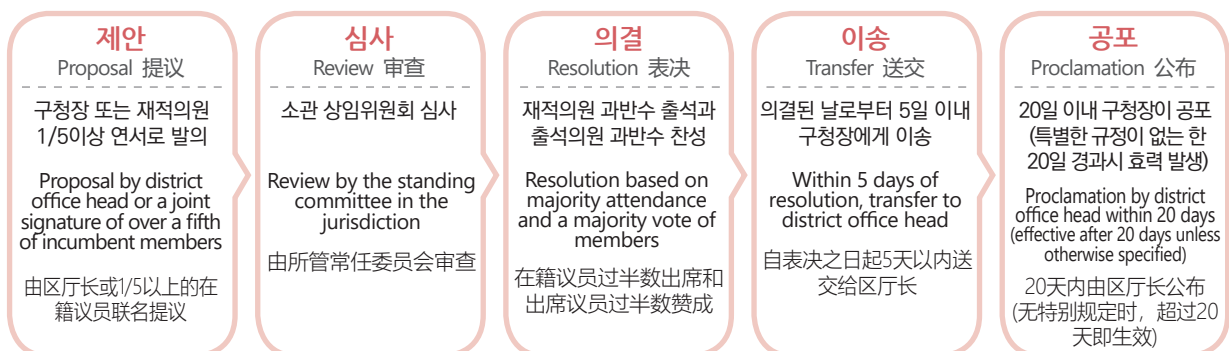 제안
Proposal 提议
구청장 또는 재적의원
1/5이상 연서로 발의
Proposal by district
office head or a joint
signature of over a fifth
of incumbent members
由区厅长或1/5以上的在
籍议员联名提议
심사
Review 审查
소관 상임위원회 심사
Review by the standing
committee in the
jurisdiction
由所管常任委员会审查
의결
Resolution 表决
재적의원 과반수 출석과
출석의원 과반수 찬성
Resolution based on
majority attendance
and a majority vote of
members
在籍议员过半数出席和
出席议员过半数赞成
이송
Transfer 送交
의결된 날로부터 5일 이내
구청장에게 이송
Within 5 days of
resolution, transfer to
district office head
自表决之日起5天以内送
交给区厅长
공포
Proclamation 公布
20일 이내 구청장이 공포
(특별한 규정이 없는 한
20일 경과시 효력 발생)
Proclamation by district
office head within 20 days
(effective after 20 days unless
otherwise specified)
20天内由区厅长公布
(无特别规定时，超过20
天即生效)